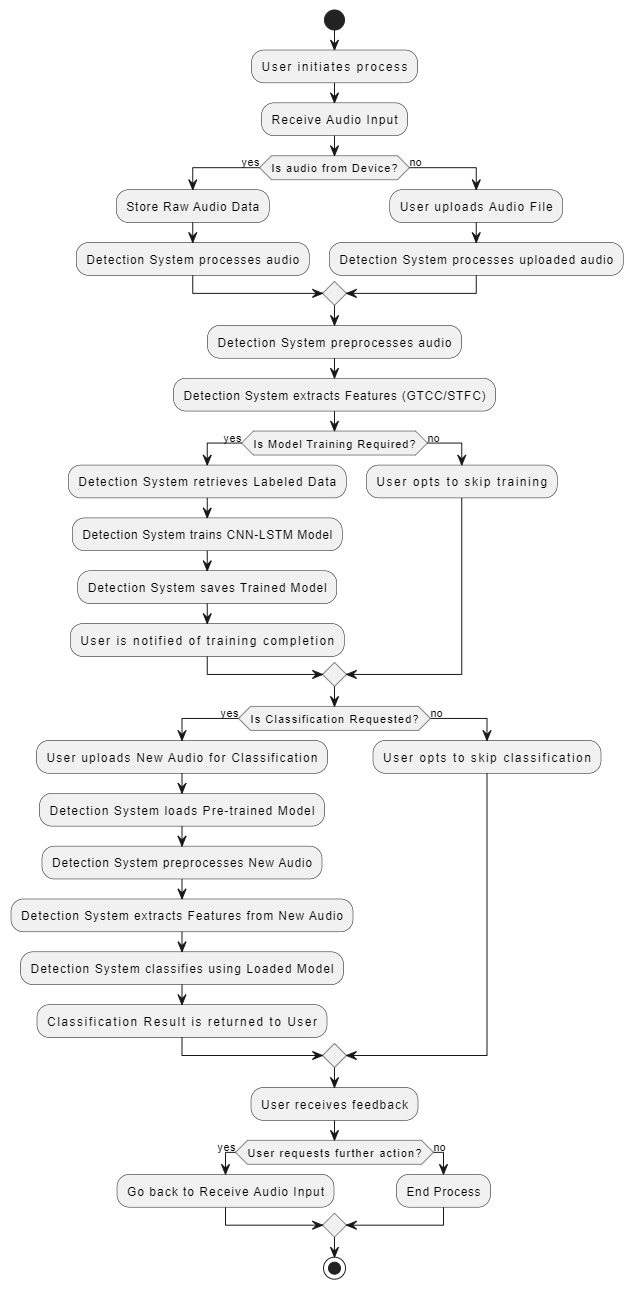 User initiates process
Receive Audio Input
yes
Is audio from Device?
no
Store Raw Audio Data
User uploads Audio File
Detection System processes audio
Detection System processes uploaded audio
Detection System preprocesses audio
Detection System extracts Features (GTCC/STFC)
yes
Is Model Training Required?
no
Detection System retrieves Labeled Data
User opts to skip training
Detection System trains CNN-LSTM Model
Detection System saves Trained Model
User is notified of training completion
yes
Is Classification Requested?
no
User uploads New Audio for Classification
User opts to skip classification
Detection System loads Pre-trained Model
Detection System preprocesses New Audio
Detection System extracts Features from New Audio
Detection System classifies using Loaded Model
Classification Result is returned to User
User receives feedback
yes
User requests further action?
no
Go back to Receive Audio Input
End Process